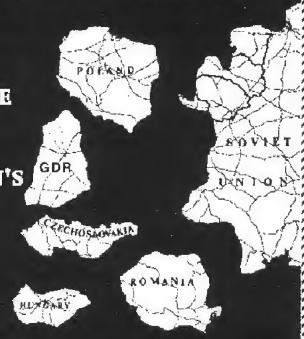 POLAND
E
SOVIET
GDR
UNION
N'S
CZECHOSLOVAKIA
ROMANIA
HUNGARY